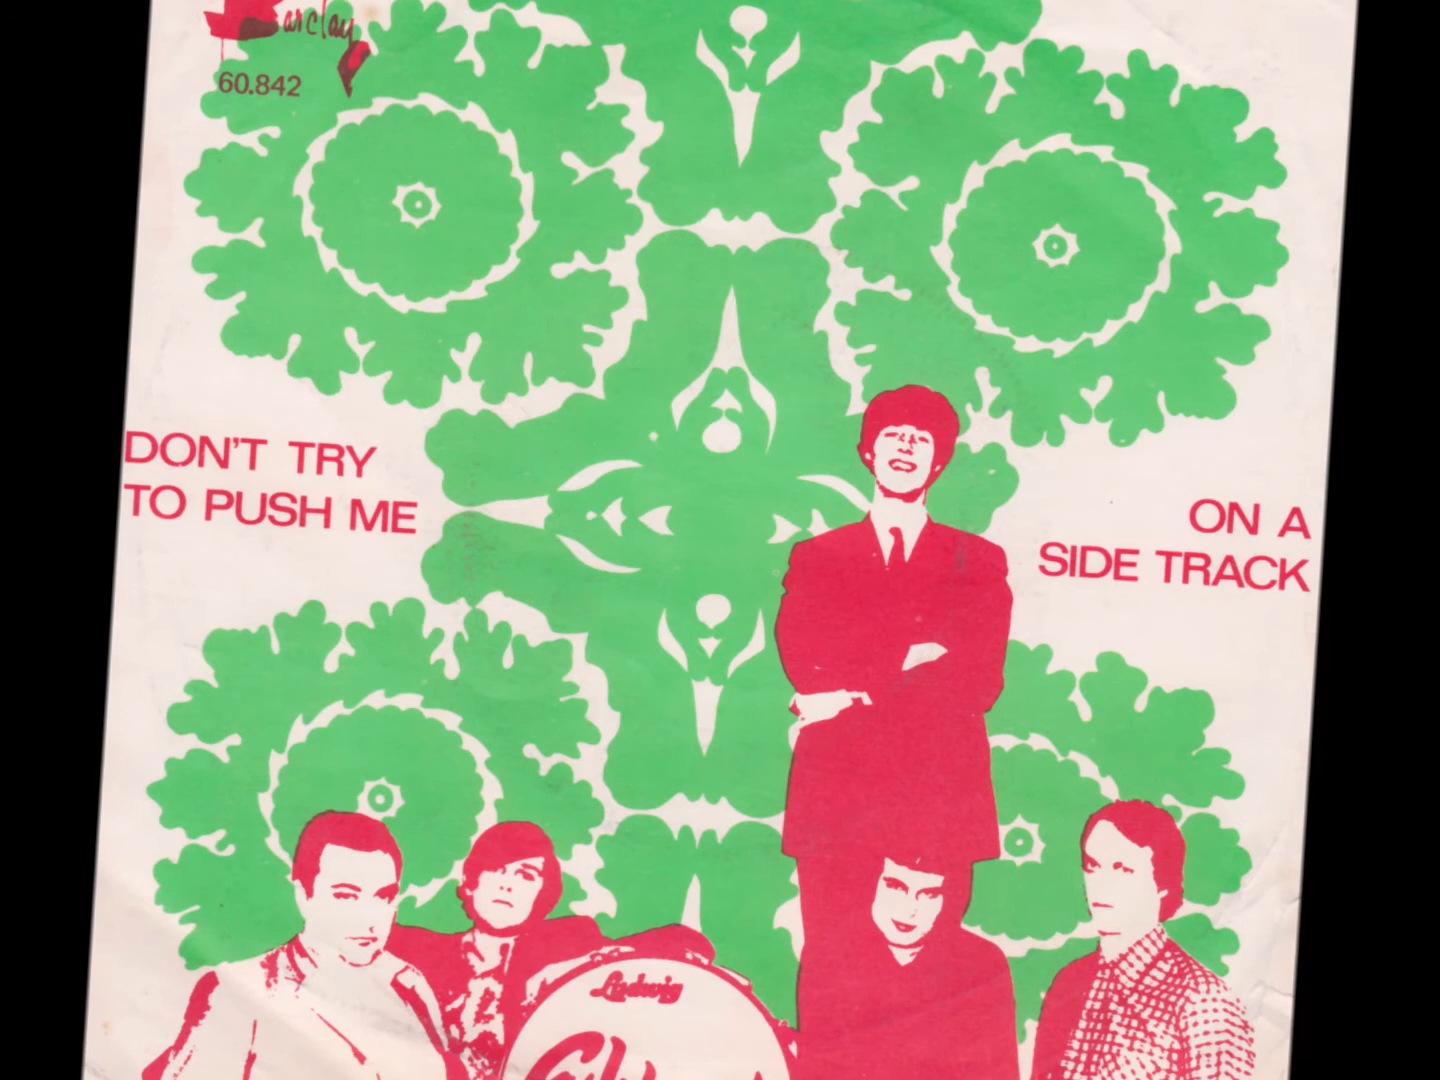 Barclay
60.842
DON'T TRY
TO PUSH ME
ON A
SIDE TRACK
Ludwig